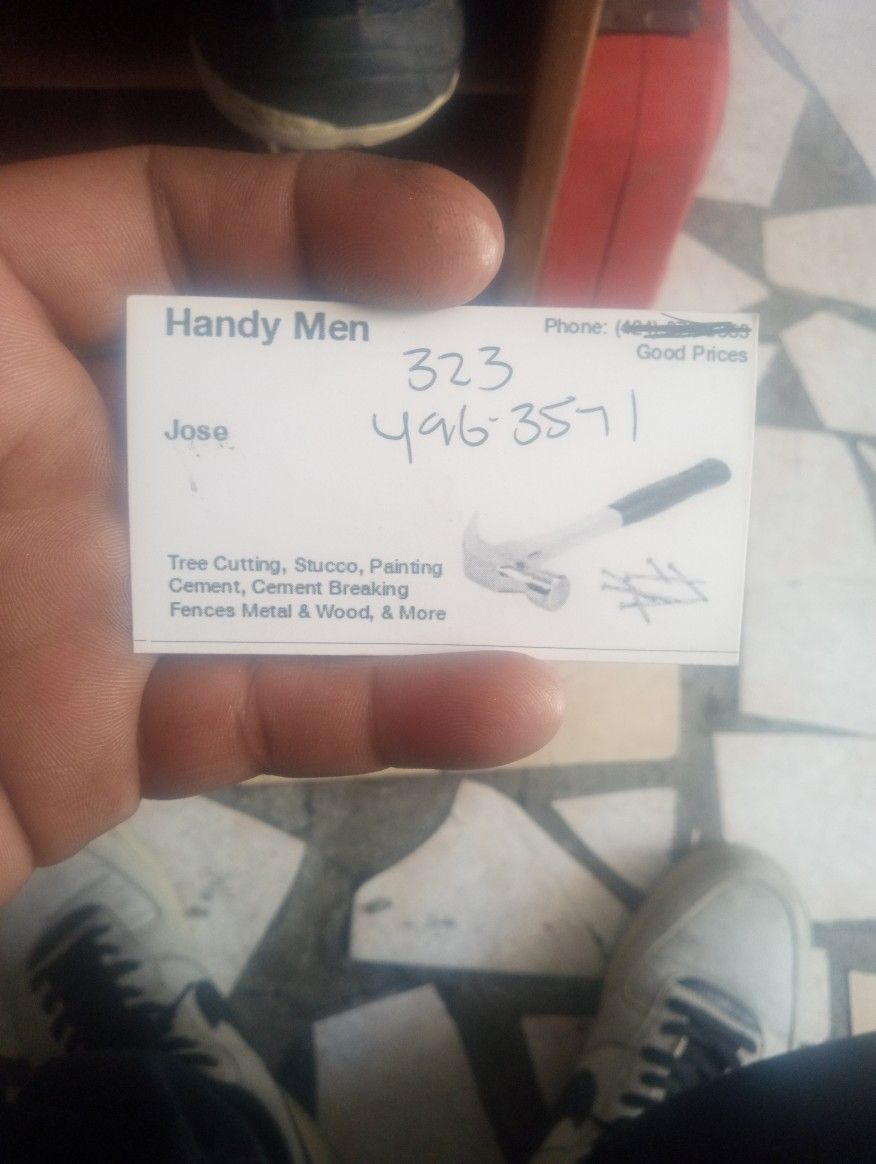 Handy Men
Phone:
Good Prices
323
496-3571
Jose
Tree Cutting, Stucco, Painting
Cement, Cement Breaking
Fences Metal & Wood, & More